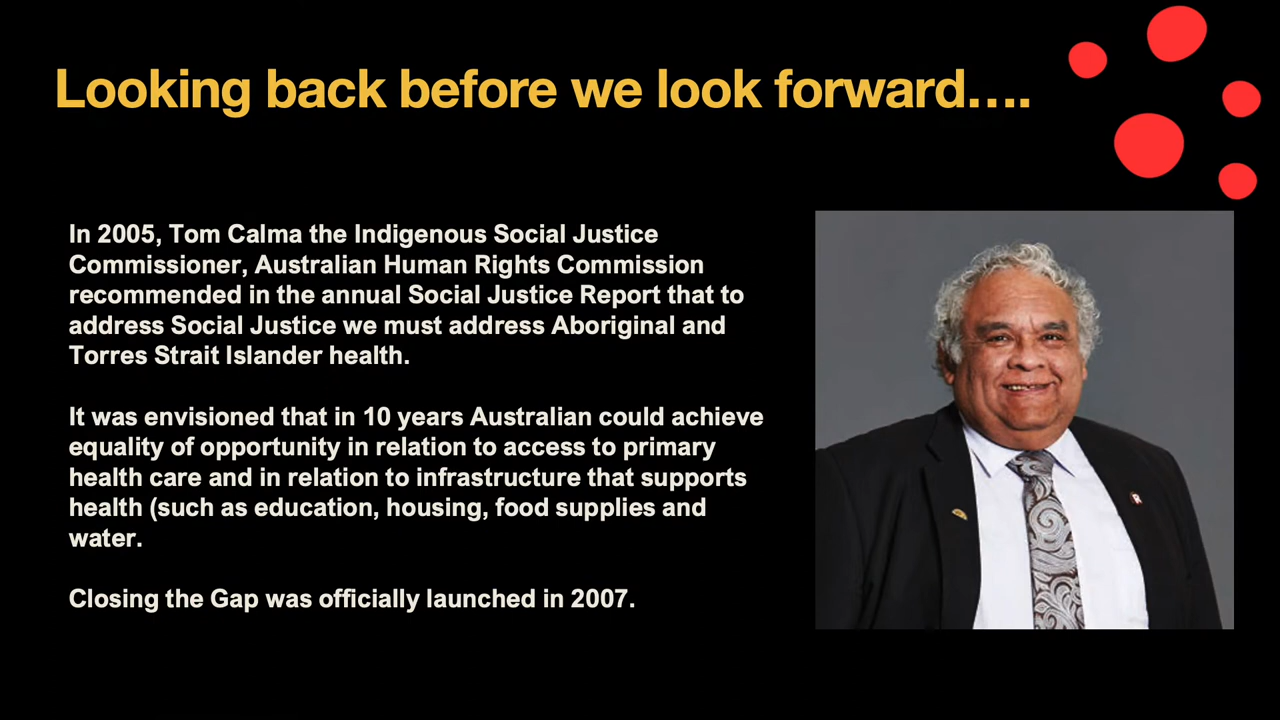 Looking back before we look forward....
In 2005, Tom Calma the Indigenous Social Justice
Commissioner, Australian Human Rights Commission
recommended in the annual Social Justice Report that to
address Social Justice we must address Aboriginal and
Torres Strait Islander health.
It was envisioned that in 10 years Australian could achieve
equality of opportunity in relation to access to primary
health care and in relation to infrastructure that supports
health (such as education, housing, food supplies and
water.
Closing the Gap was officially launched in 2007.